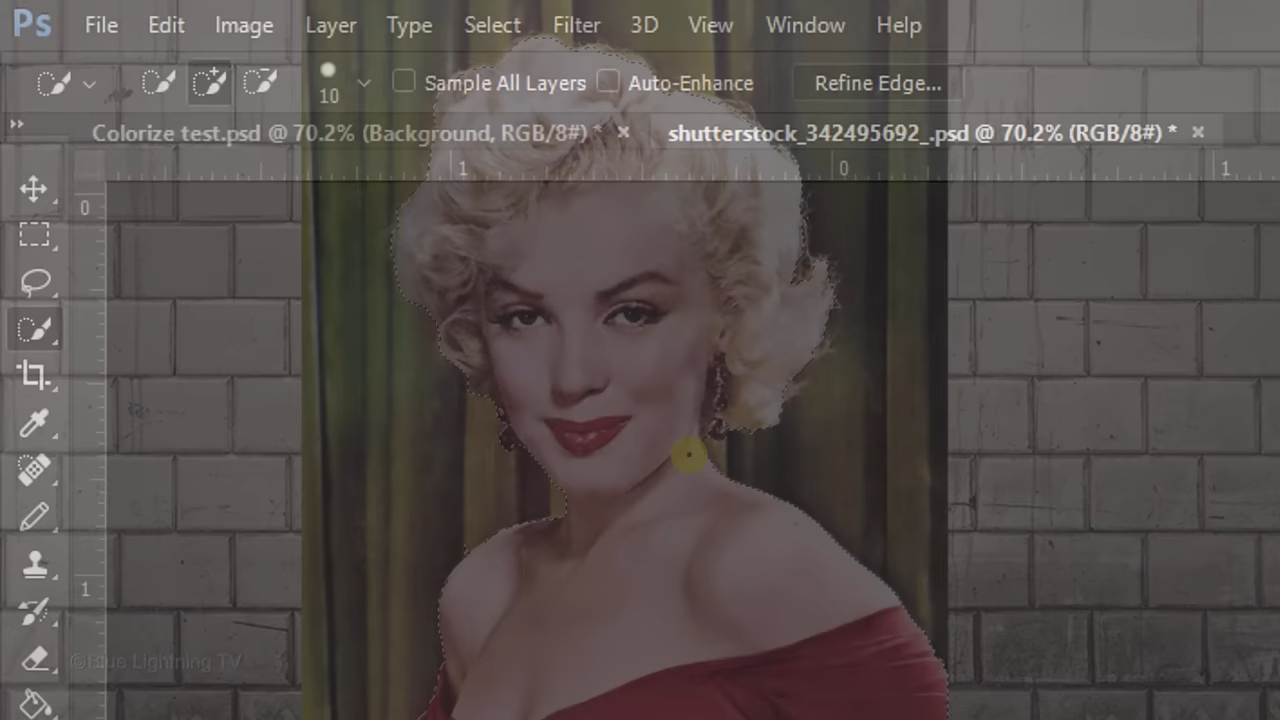 Ps File Edit Image Layer Type Select Filter 3D View Window Help
10 Sample All Layers Auto-Enhance Refine Edge...
Colorize test.psd @ 70.2% (Background, RGB/8#) * × shutterstock_342495692_.psd @ 70.2% (RGB/8#) * ×
1 0 1
0
1
©Blue Lightning TV